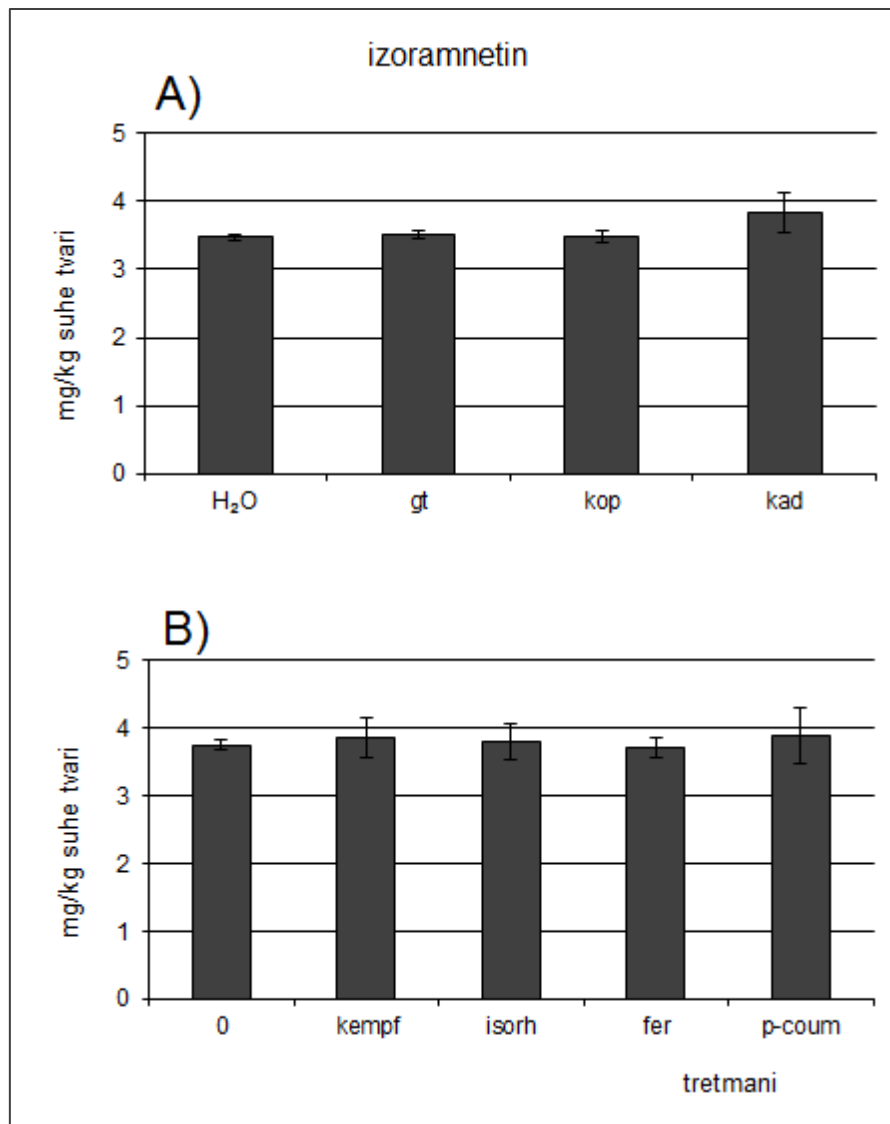 izoramnetin
A)
5
4
3
2
1
0
mg/kg suhe tvari
H₂O gt kop kad
B)
5
4
3
2
1
0
mg/kg suhe tvari
0 kempf isorh fer p-coum
tretmani